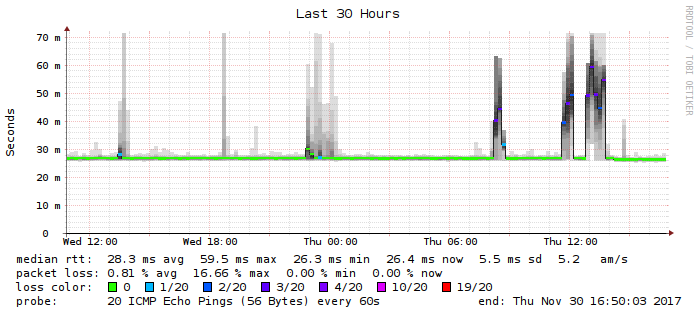 Last 30 Hours
RRDTOOL / TOBI OETIKER
Seconds
70 m
60 m
50 m
40 m
30 m
20 m
10 m
0
Wed 12:00 Wed 18:00 Thu 00:00 Thu 06:00 Thu 12:00
median rtt: 28.3 ms avg 59.5 ms max 26.3 ms min 26.4 ms now 5.5 ms sd 5.2 am/s
packet loss: 0.81 % avg 16.66 % max 0.00 % min 0.00 % now
loss color: 0 1/20 2/20 3/20 4/20 10/20 19/20
probe: 20 ICMP Echo Pings (56 Bytes) every 60s end: Thu Nov 30 16:50:03 2017